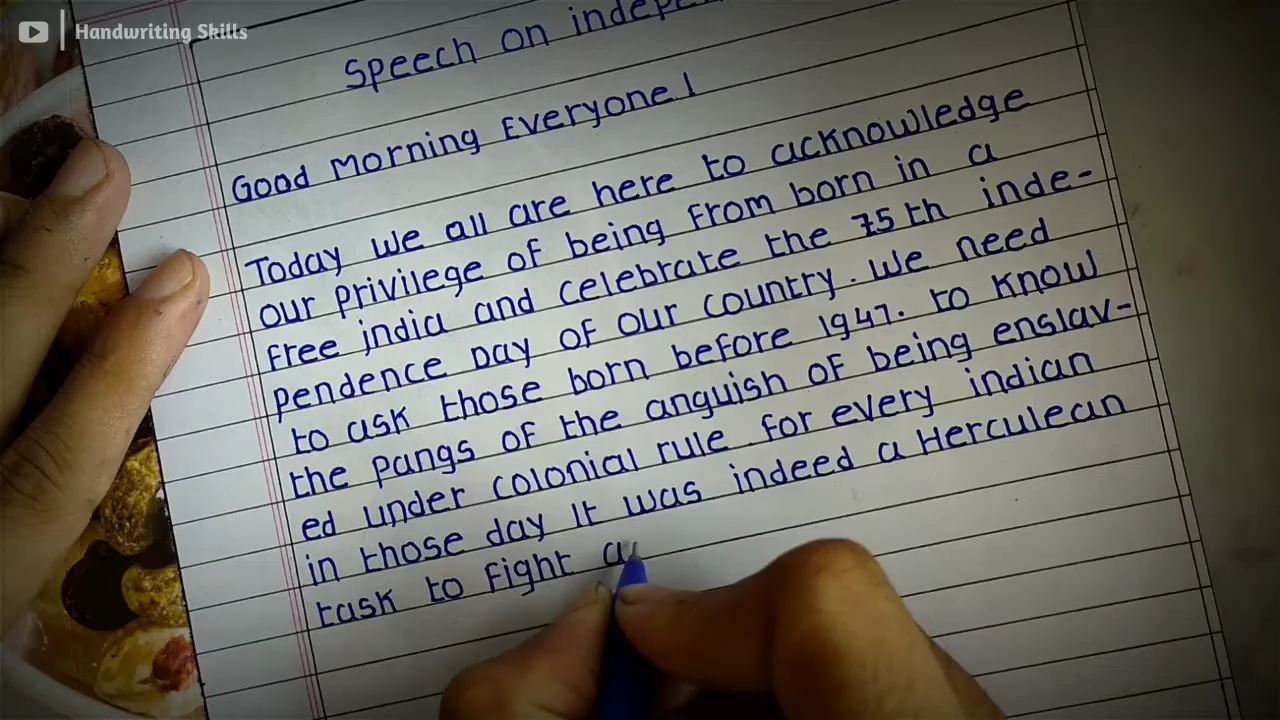 Handwriting Skills
Speech on indepe
Good Morning Everyone!
Today we all are here to acknowledge
our privilege of being from born in a
free india and celebrate the 75th inde-
pendence Day of our country. We need
to ask those born before 1947. to know
the pangs of the anguish of being enslav-
ed under colonial rule for every indian
in those day It was indeed a Herculean
task to fight a